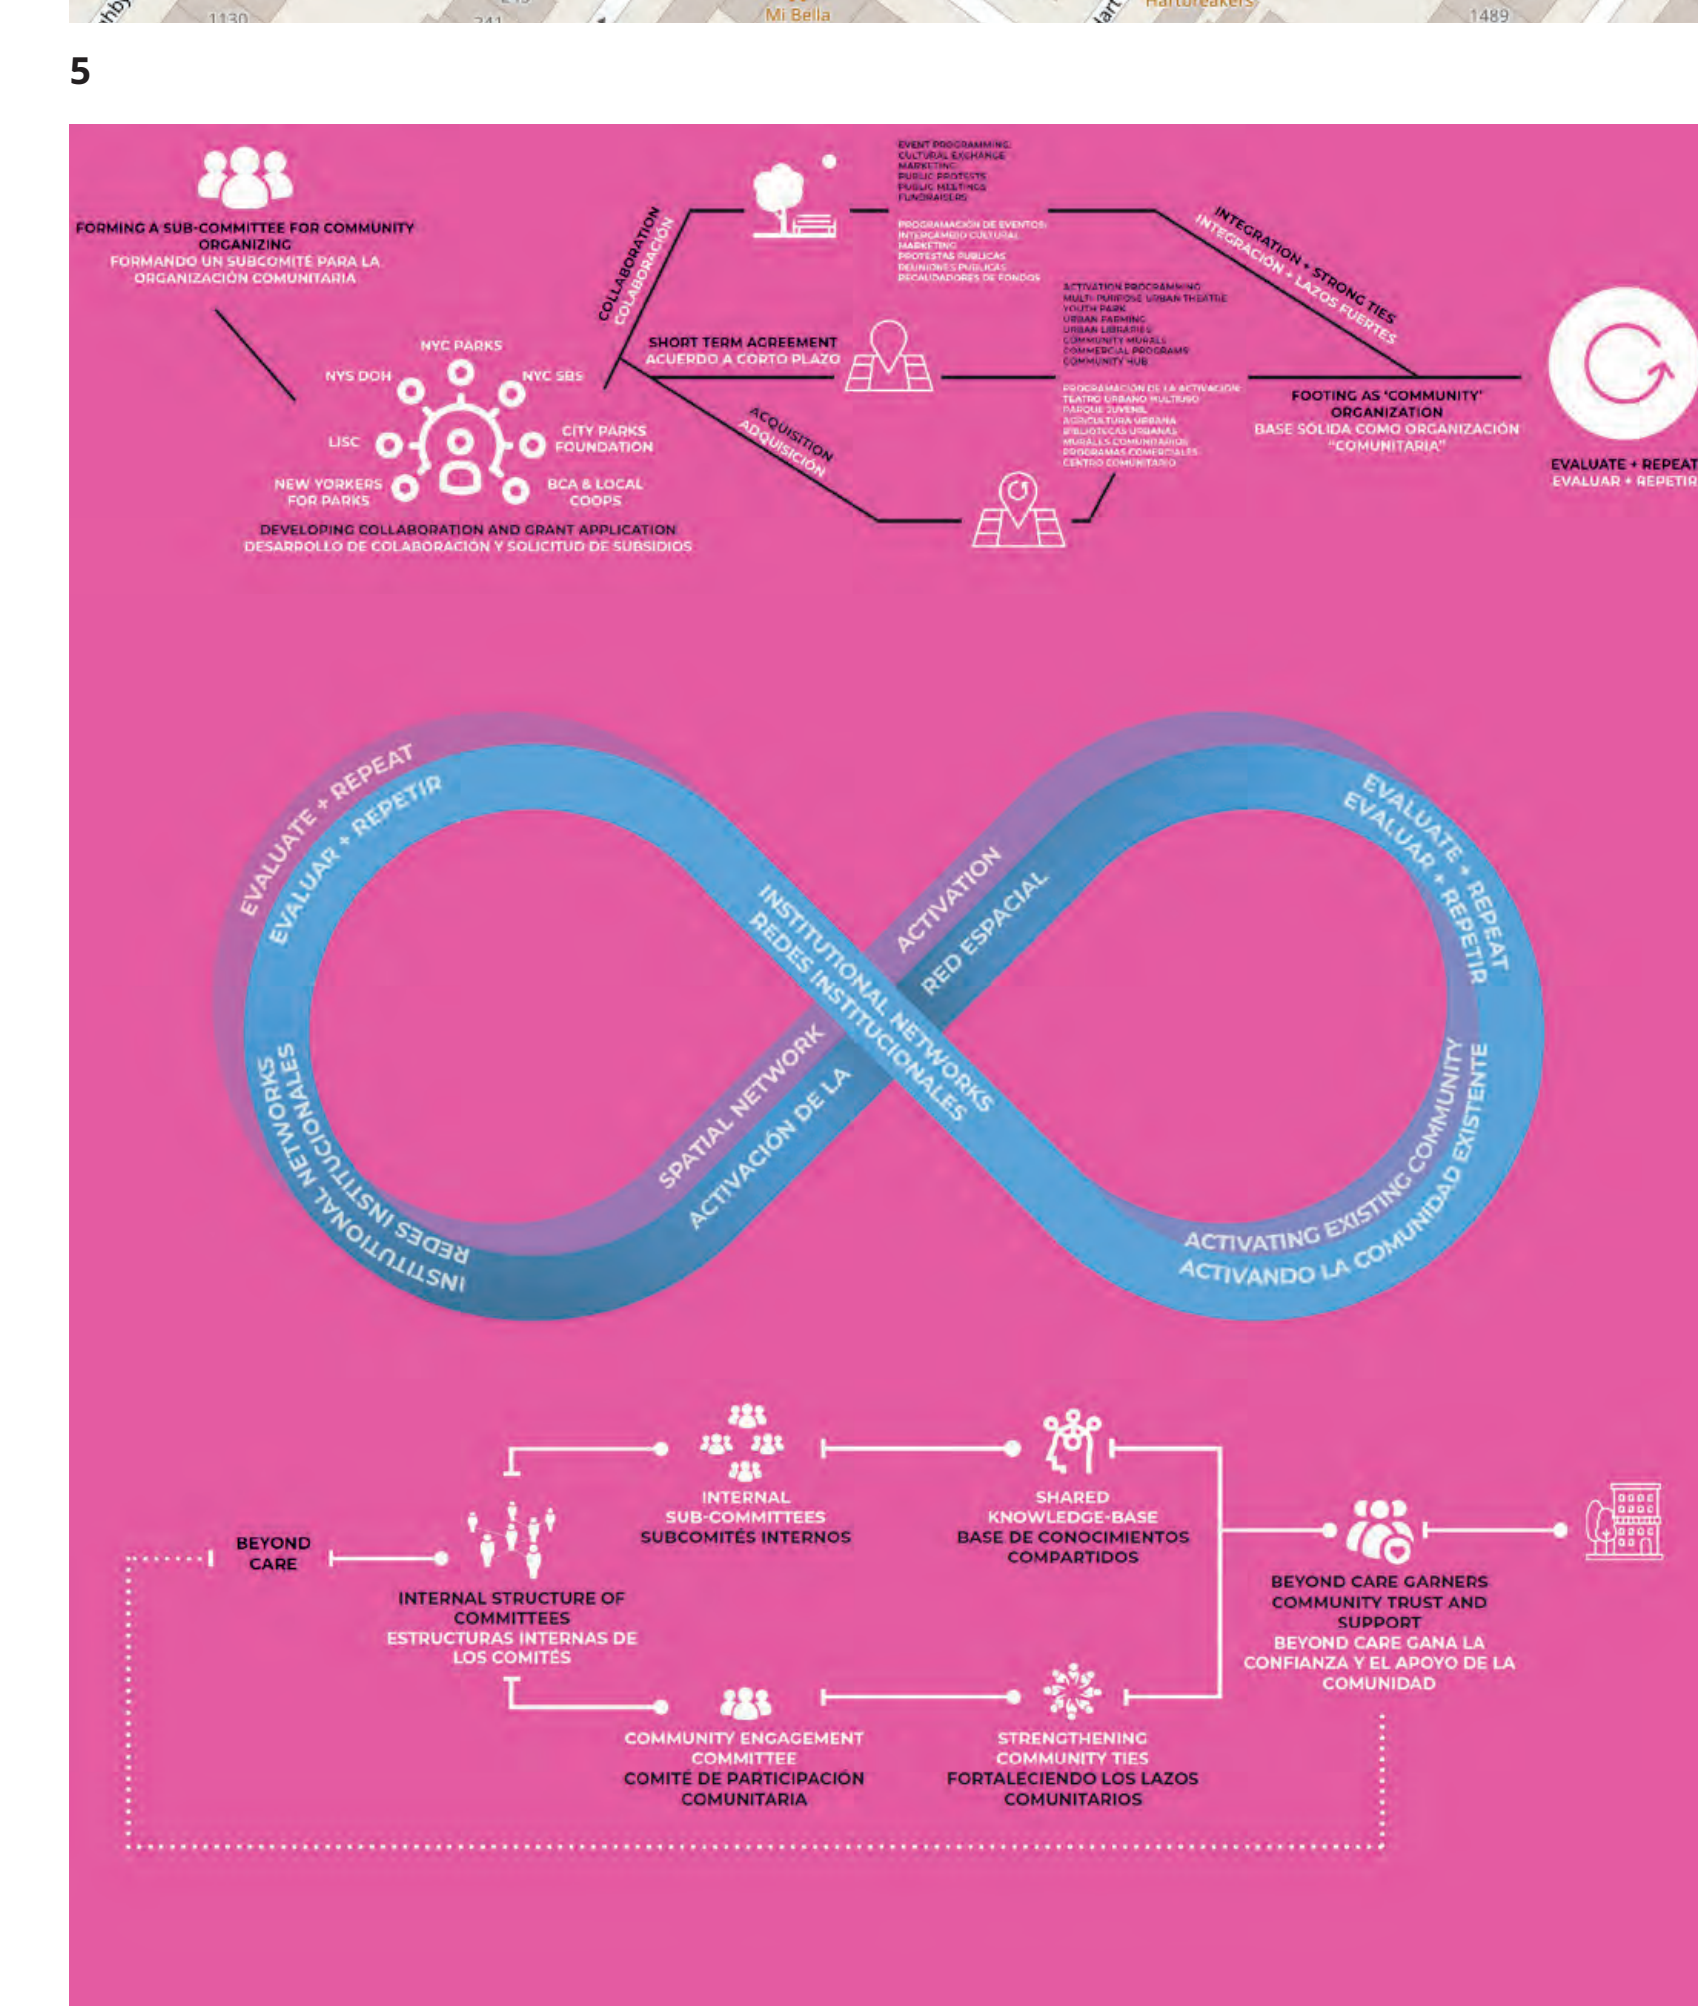 1130
241
Mi Bella
Hartbreakers
1489
5
FORMING A SUB-COMMITTEE FOR COMMUNITY
ORGANIZING
FORMANDO UN SUBCOMITÉ PARA LA
ORGANIZACIÓN COMUNITARIA
NYC PARKS
NYS DOH
NYC SBS
LISC
CITY PARKS
FOUNDATION
NEW YORKERS
FOR PARKS
BCA & LOCAL
COOPS
DEVELOPING COLLABORATION AND GRANT APPLICATION
DESARROLLO DE COLABORACIÓN Y SOLICITUD DE SUBSIDIOS
COLLABORATION
COLABORACIÓN
SHORT TERM AGREEMENT
ACUERDO A CORTO PLAZO
ACQUISITION
ADQUISICIÓN
EVENT PROGRAMMING:
CULTURAL EXCHANGE
MARKETING
PUBLIC PROTESTS
PUBLIC MEETINGS
FUNDRAISERS
PROGRAMACIÓN DE EVENTOS:
INTERCAMBIO CULTURAL
MARKETING
PROTESTAS PUBLICAS
REUNIONES PUBLICAS
RECAUDADORES DE FONDOS
ACTIVATION PROGRAMMING
MULTI-PURPOSE URBAN THEATRE
YOUTH PARK
URBAN FARMING
URBAN LIBRARIES
COMMUNITY MURALS
COMMERCIAL PROGRAMS
COMMUNITY HUB
PROGRAMACIÓN DE LA ACTIVACIÓN:
TEATRO URBANO MULTIUSO
PARQUE JUVENIL
AGRICULTURA URBANA
BIBLIOTECAS URBANAS
MURALES COMUNITARIOS
PROGRAMAS COMERCIALES
CENTRO COMUNITARIO
INTEGRATION + STRONG TIES
INTEGRACIÓN + LAZOS FUERTES
FOOTING AS 'COMMUNITY'
ORGANIZATION
BASE SÓLIDA COMO ORGANIZACIÓN
"COMUNITARIA"
EVALUATE + REPEAT
EVALUAR + REPETIR
EVALUATE + REPEAT
EVALUAR + REPETIR
INSTITUTIONAL NETWORKS
REDES INSTITUCIONALES
SPATIAL NETWORK
ACTIVATION
ACTIVACIÓN DE LA
RED ESPACIAL
INSTITUTIONAL NETWORKS
REDES INSTITUCIONALES
EVALUATE + REPEAT
EVALUAR + REPETIR
ACTIVATING EXISTING COMMUNITY
ACTIVANDO LA COMUNIDAD EXISTENTE
BEYOND
CARE
INTERNAL STRUCTURE OF
COMMITTEES
ESTRUCTURAS INTERNAS DE
LOS COMITÉS
INTERNAL
SUB-COMMITTEES
SUBCOMITÉS INTERNOS
SHARED
KNOWLEDGE-BASE
BASE DE CONOCIMIENTOS
COMPARTIDOS
COMMUNITY ENGAGEMENT
COMMITTEE
COMITÉ DE PARTICIPACIÓN
COMUNITARIA
STRENGTHENING
COMMUNITY TIES
FORTALECIENDO LOS LAZOS
COMUNITARIOS
BEYOND CARE GARNERS
COMMUNITY TRUST AND
SUPPORT
BEYOND CARE GANA LA
CONFIANZA Y EL APOYO DE LA
COMUNIDAD